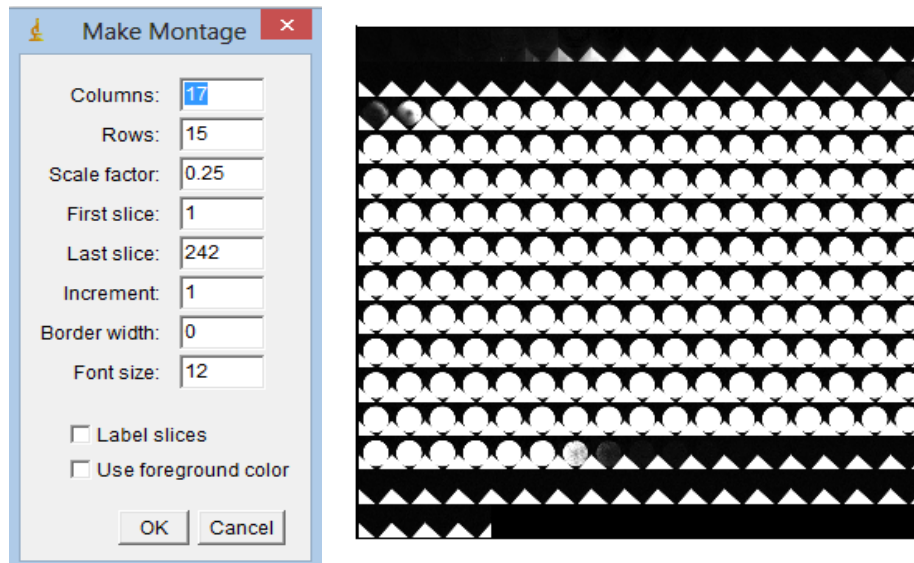 Make Montage
Columns: 17
Rows: 15
Scale factor: 0.25
First slice: 1
Last slice: 242
Increment: 1
Border width: 0
Font size: 12
Label slices
Use foreground color
OK Cancel